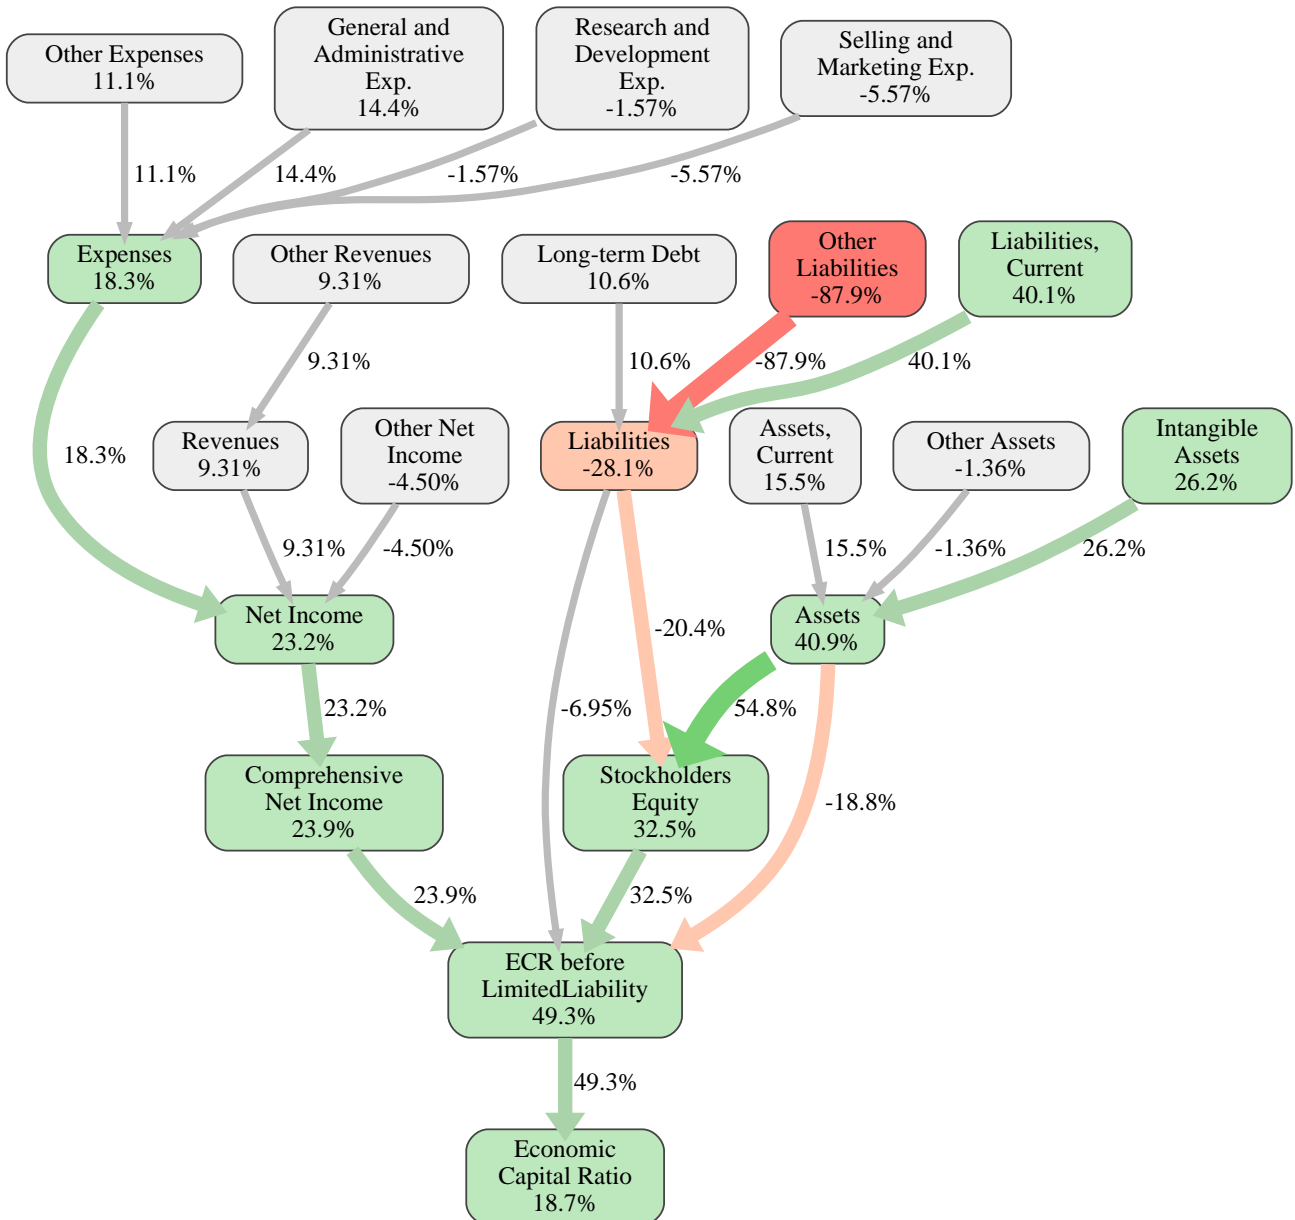 Other Expenses
11.1%
General and
Administrative
Exp.
14.4%
Research and
Development
Exp.
-1.57%
Selling and
Marketing Exp.
-5.57%
11.1%
14.4%
-1.57%
-5.57%
Expenses
18.3%
Other Revenues
9.31%
Long-term Debt
10.6%
Other
Liabilities
-87.9%
Liabilities,
Current
40.1%
9.31%
10.6%
-87.9%
40.1%
18.3%
Revenues
9.31%
Other Net
Income
-4.50%
Liabilities
-28.1%
Assets,
Current
15.5%
Other Assets
-1.36%
Intangible
Assets
26.2%
9.31%
-4.50%
15.5%
-1.36%
26.2%
Net Income
23.2%
-20.4%
Assets
40.9%
23.2%
-6.95%
54.8%
Comprehensive
Net Income
23.9%
Stockholders
Equity
32.5%
-18.8%
23.9%
32.5%
ECR before
LimitedLiability
49.3%
49.3%
Economic
Capital Ratio
18.7%